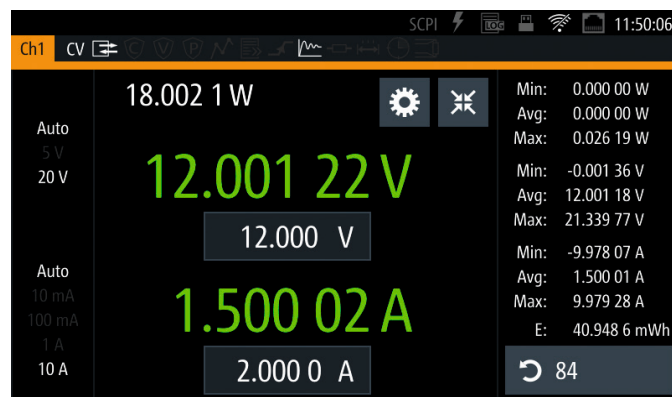 SCPI LOG 11:50:06
Ch1 CV
18.002 1 W
Auto
5 V
20 V
12.001 22 V
12.000 V
Auto
10 mA
100 mA
1 A
10 A
1.500 02 A
2.000 0 A
Min: 0.000 00 W
Avg: 0.000 00 W
Max: 0.026 19 W
Min: -0.001 36 V
Avg: 12.001 18 V
Max: 21.339 77 V
Min: -9.978 07 A
Avg: 1.500 01 A
Max: 9.979 28 A
E: 40.948 6 mWh
84